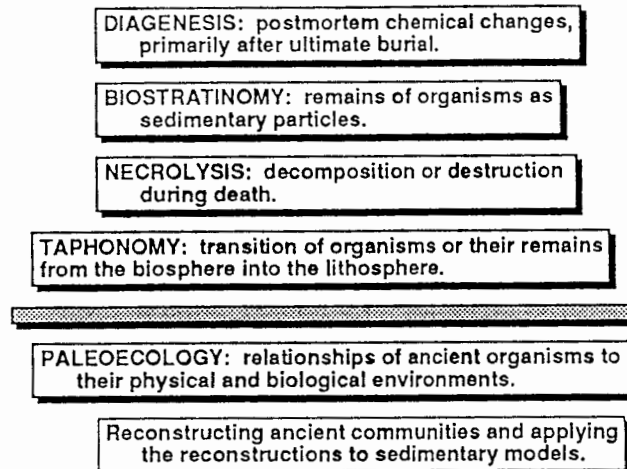 DIAGENESIS: postmortem chemical changes,
primarily after ultimate burial.
BIOSTRATINOMY: remains of organisms as
sedimentary particles.
NECROLYSIS: decomposition or destruction
during death.
TAPHONOMY: transition of organisms or their remains
from the biosphere into the lithosphere.
PALEOECOLOGY: relationships of ancient organisms to
their physical and biological environments.
Reconstructing ancient communities and applying
the reconstructions to sedimentary models.